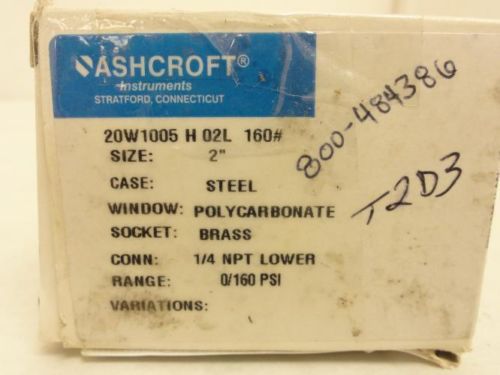 ASHCROFT®
Instruments
STRATFORD, CONNECTICUT
20W1005 H 02L 160#
SIZE: 2"
CASE: STEEL
WINDOW: POLYCARBONATE
SOCKET: BRASS
CONN: 1/4 NPT LOWER
RANGE: 0/160 PSI
VARIATIONS:
800-484386
T2D3